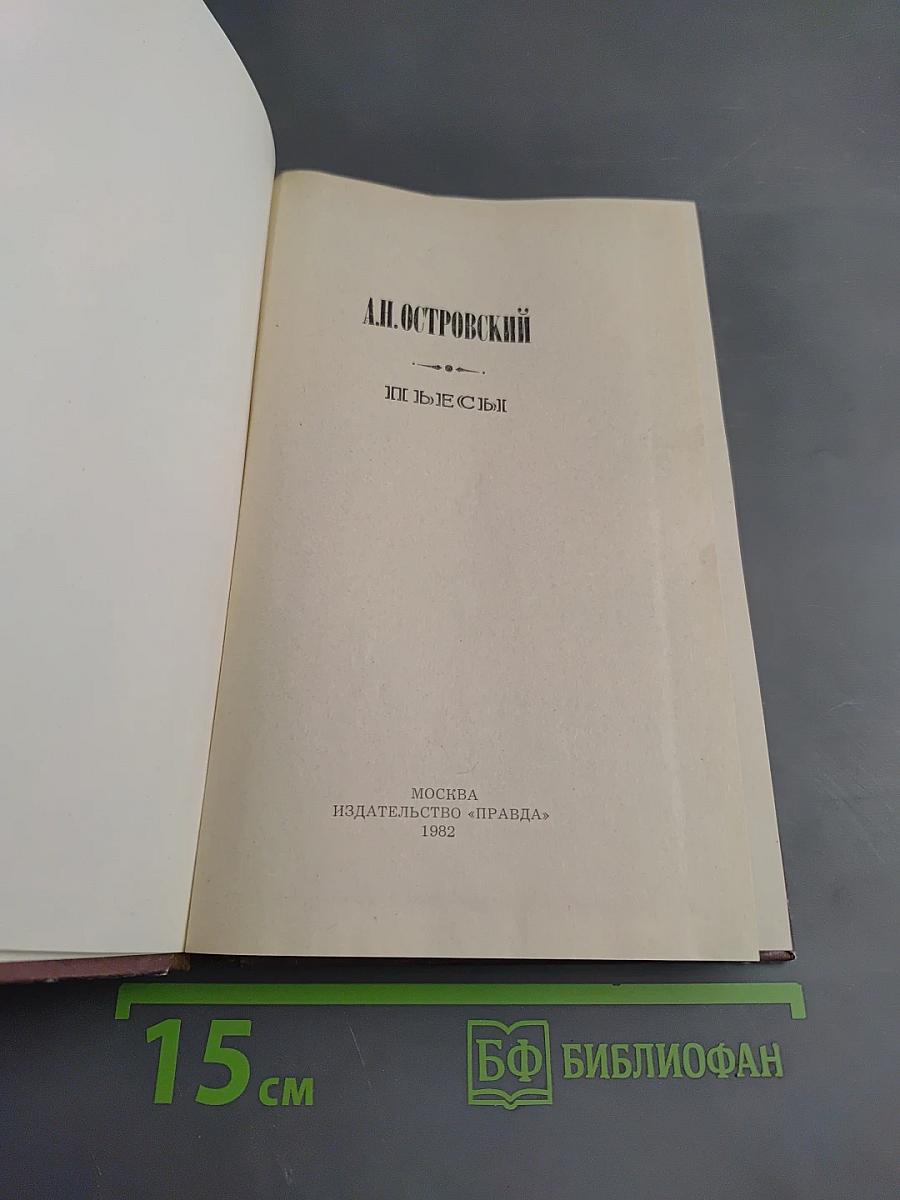 А.Н. ОСТРОВСКИЙ
ПЬЕСЫ
МОСКВА
ИЗДАТЕЛЬСТВО «ПРАВДА»
1982
15 см
БФ БИБЛИОФАН